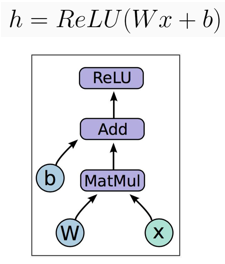 h = ReLU(Wx + b)
ReLU
Add
b
MatMul
W
x